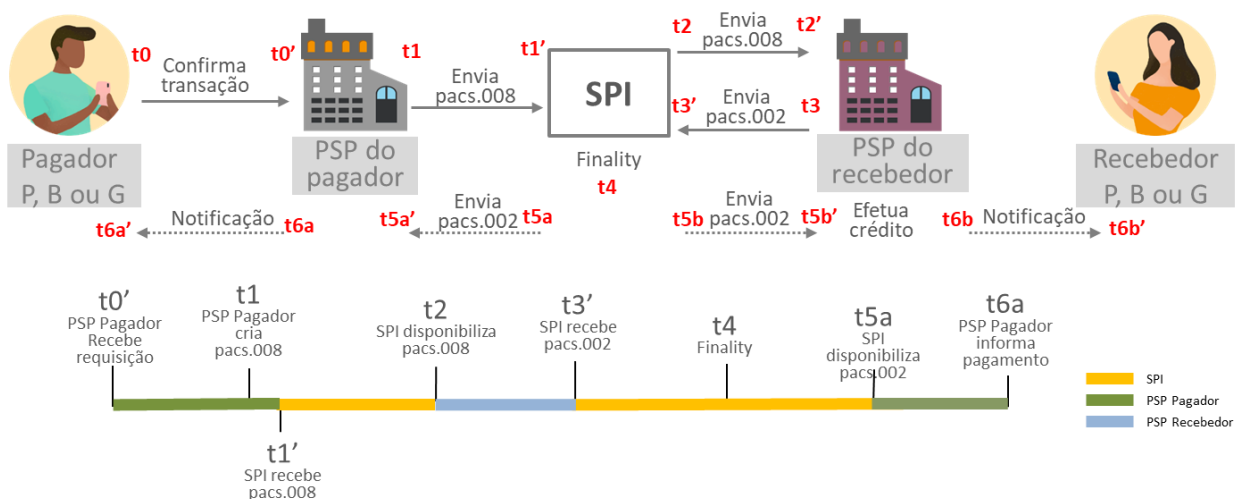 t0
Confirma
transação
t0'
t1
Envia
pacs.008
t1'
SPI
Finality
t4
t2
Envia
pacs.008
t2'
t3'
Envia
pacs.002
t3
Pagador
P, B ou G
PSP do
pagador
PSP do
recebedor
Recebedor
P, B ou G
t6a'
Notificação
t6a
t5a'
Envia
pacs.002
t5a
t5b
Envia
pacs.002
t5b'
Efetua
crédito
t6b
Notificação
t6b'
t0'
PSP Pagador
Recebe
requisição
t1
PSP Pagador
cria
pacs.008
t1'
SPI recebe
pacs.008
t2
SPI disponibiliza
pacs.008
t3'
SPI recebe
pacs.002
t4
Finality
t5a
SPI
disponibiliza
pacs.002
t6a
PSP Pagador
informa
pagamento
SPI
PSP Pagador
PSP Recebedor